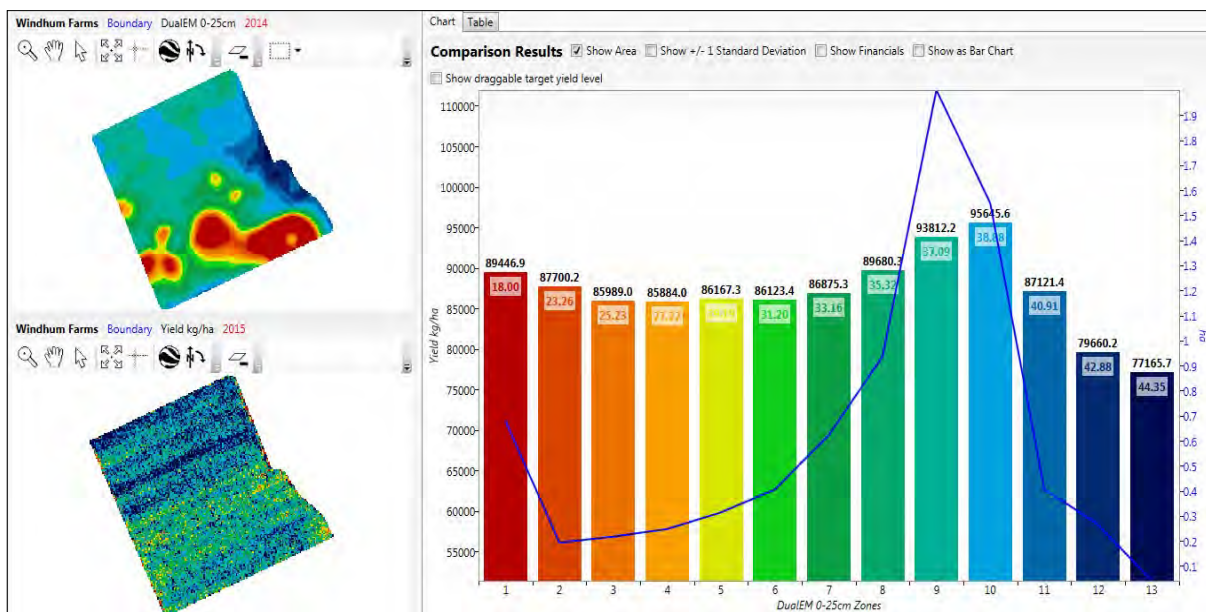 Windhum Farms Boundary DualEM 0-25cm 2014
Windhum Farms Boundary Yield kg/ha 2015
Chart Table
Comparison Results Show Area Show +/- 1 Standard Deviation Show Financials Show as Bar Chart
Show draggable target yield level
Yield kg/ha
110000
105000
100000
95000
90000
85000
80000
75000
70000
65000
60000
55000
89446.9 87700.2 85989.0 85884.0 86167.3 86123.4 86875.3 89680.3 93812.2 95645.6 87121.4 79660.2 77165.7
18.00 23.26 25.23 27.22 31.20 33.16 35.32 37.09 38.88 40.91 42.88 44.35
1.9
1.8
1.7
1.6
1.5
1.4
1.3
1.2
1.1
1
0.9
0.8
0.7
0.6
0.5
0.4
0.3
0.2
0.1
ha
1 2 3 4 5 6 7 8 9 10 11 12 13
DualEM 0-25cm Zones